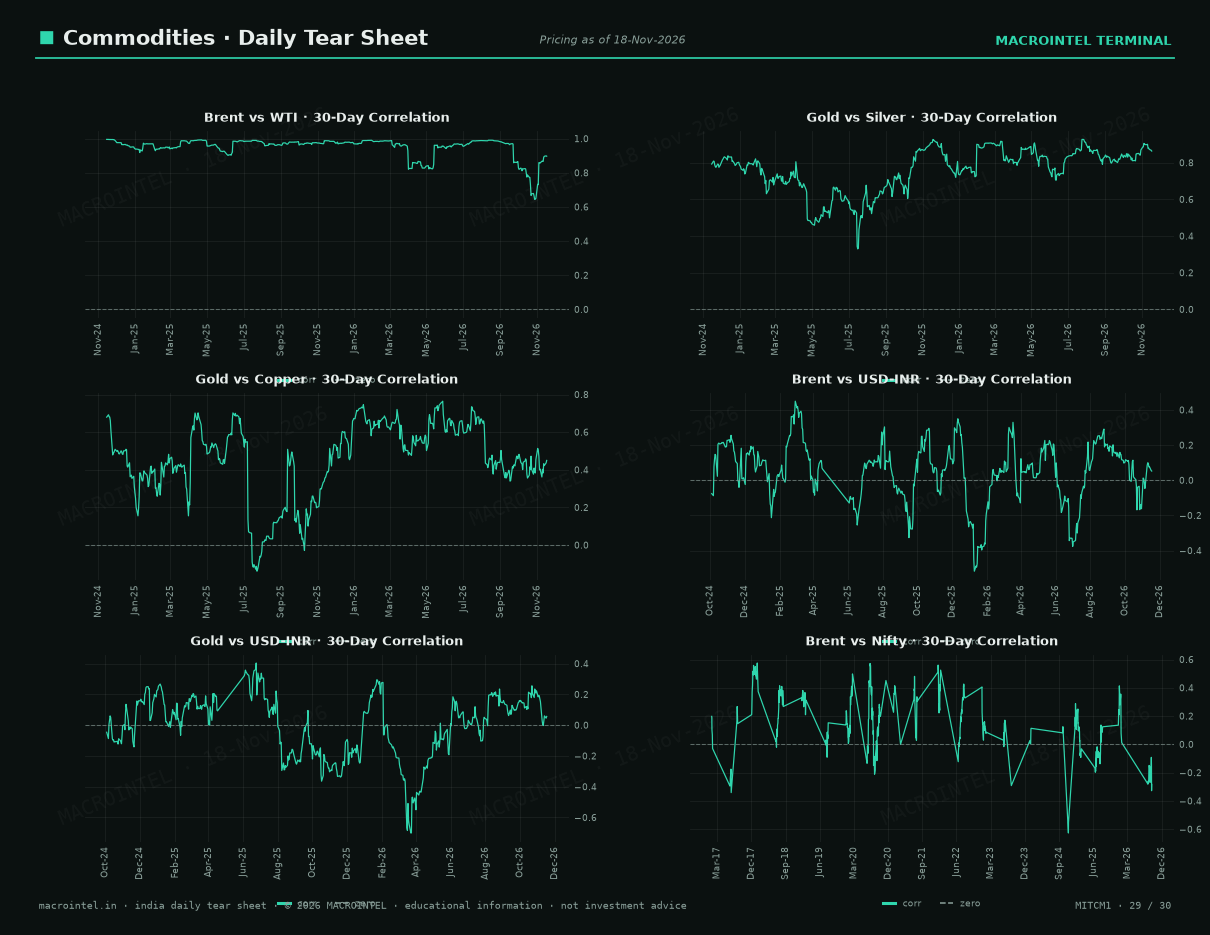 Commodities · Daily Tear Sheet
Pricing as of 18-Nov-2026
MACROINTEL TERMINAL
Brent vs WTI · 30-Day Correlation
1.0
0.8
0.6
0.4
0.2
0.0
Nov-24 Jan-25 Mar-25 May-25 Jul-25 Sep-25 Nov-25 Jan-26 Mar-26 May-26 Jul-26 Sep-26 Nov-26
Gold vs Silver · 30-Day Correlation
0.8
0.6
0.4
0.2
0.0
Nov-24 Jan-25 Mar-25 May-25 Jul-25 Sep-25 Nov-25 Jan-26 Mar-26 May-26 Jul-26 Sep-26 Nov-26
Gold vs Copper · 30-Day Correlation
0.8
0.6
0.4
0.2
0.0
Nov-24 Jan-25 Mar-25 May-25 Jul-25 Sep-25 Nov-25 Jan-26 Mar-26 May-26 Jul-26 Sep-26 Nov-26
Brent vs USD-INR · 30-Day Correlation
0.4
0.2
0.0
−0.2
−0.4
Oct-24 Dec-24 Feb-25 Apr-25 Jun-25 Aug-25 Oct-25 Dec-25 Feb-26 Apr-26 Jun-26 Aug-26 Oct-26 Dec-26
Gold vs USD-INR · 30-Day Correlation
0.4
0.2
0.0
−0.2
−0.4
−0.6
Oct-24 Dec-24 Feb-25 Apr-25 Jun-25 Aug-25 Oct-25 Dec-25 Feb-26 Apr-26 Jun-26 Aug-26 Oct-26 Dec-26
Brent vs Nifty · 30-Day Correlation
0.6
0.4
0.2
0.0
−0.2
−0.4
−0.6
Mar-17 Dec-17 Sep-18 Jun-19 Mar-20 Dec-20 Sep-21 Jun-22 Mar-23 Dec-23 Sep-24 Jun-25 Mar-26 Dec-26
corr zero
macrointel.in · india daily tear sheet · © 2026 MACROINTEL · educational information · not investment advice
MITCM1 · 29 / 30
MACROINTEL · 18-Nov-2026